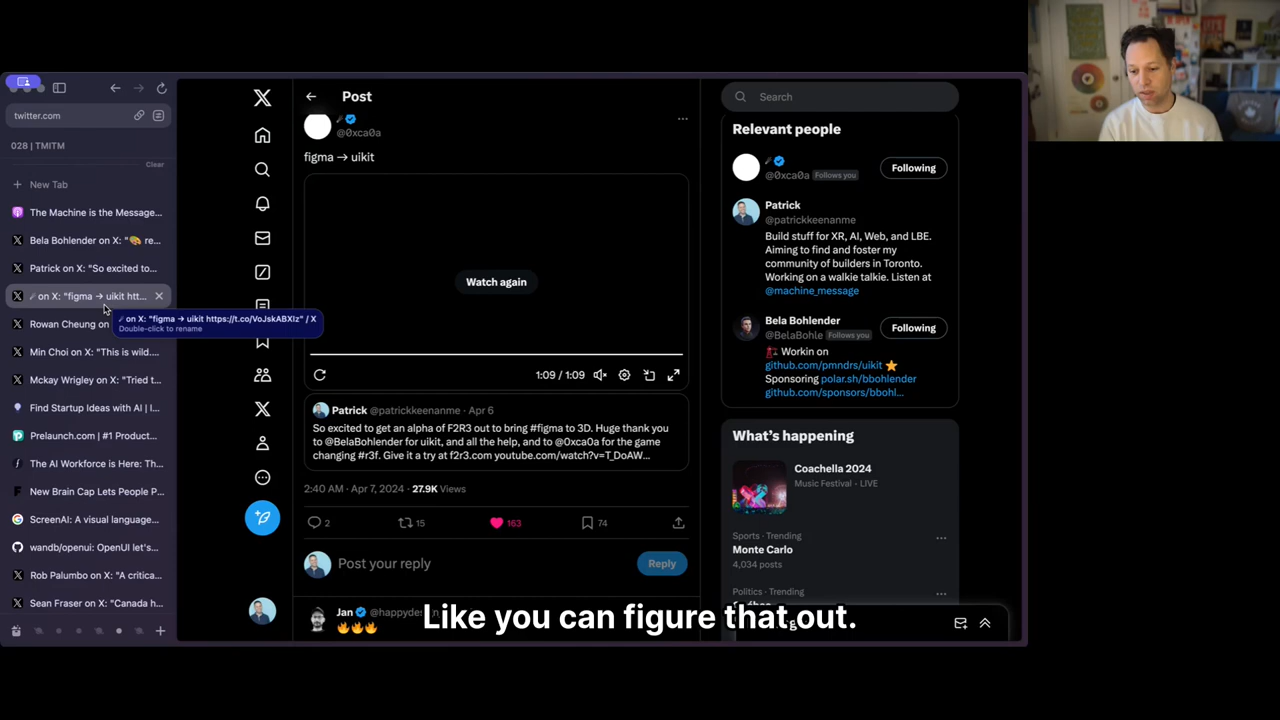 twitter.com
028 | TMITM
Clear
New Tab
The Machine is the Message...
Bela Bohlender on X: "🎨 re...
Patrick on X: "So excited to...
on X: "figma → uikit htt...
Rowan Cheung on
Min Choi on X: "This is wild....
Mckay Wrigley on X: "Tried t...
Find Startup Ideas with AI | I...
Prelaunch.com | #1 Product...
The AI Workforce is Here: Th...
New Brain Cap Lets People P...
ScreenAI: A visual language...
wandb/openui: OpenUI let's...
Rob Palumbo on X: "A critica...
Sean Fraser on X: "Canada h...
on X: "figma → uikit https://t.co/VoJskABXIz" / X
Double-click to rename
Post
@0xca0a
figma → uikit
Watch again
1:09 / 1:09
Patrick @patrickkeenanme · Apr 6
So excited to get an alpha of F2R3 out to bring #figma to 3D. Huge thank you
to @BelaBohlender for uikit, and all the help, and to @0xca0a for the game
changing #r3f. Give it a try at f2r3.com youtube.com/watch?v=T_DoAW...
2:40 AM · Apr 7, 2024 · 27.9K Views
2
15
163
74
Post your reply
Reply
Jan @happyde
🔥🔥🔥
Search
Relevant people
@0xca0a Follows you
Following
Patrick
@patrickkeenanme
Build stuff for XR, AI, Web, and LBE.
Aiming to find and foster my
community of builders in Toronto.
Working on a walkie talkie. Listen at
@machine_message
Bela Bohlender
@BelaBohle Follows you
Following
🏗️ Workin on
github.com/pmndrs/uikit ⭐
Sponsoring polar.sh/bbohlender
github.com/sponsors/bbohl...
What's happening
Coachella 2024
Music Festival · LIVE
Sports · Trending
Monte Carlo
4,034 posts
Politics · Trending
Like you can figure that out.